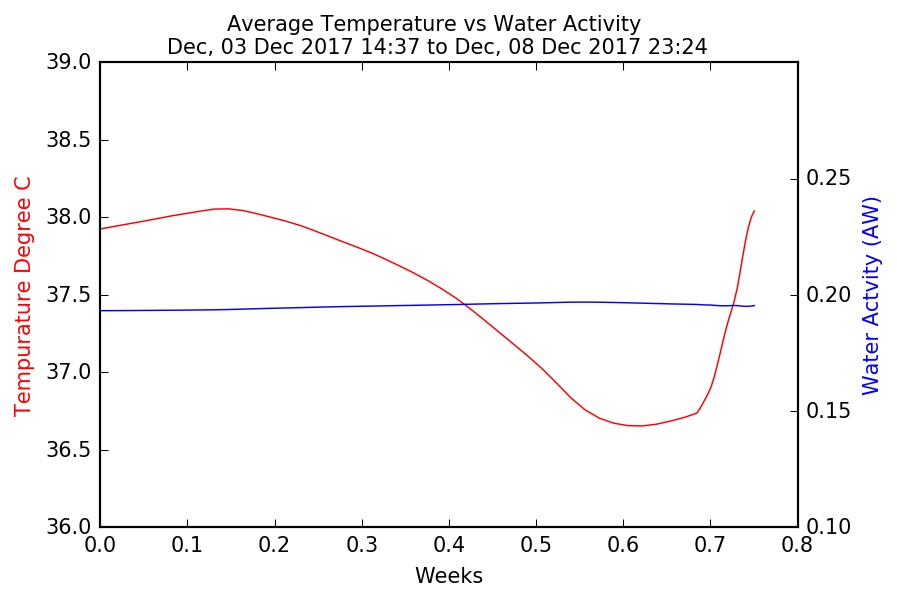 Average Temperature vs Water Activity
Dec, 03 Dec 2017 14:37 to Dec, 08 Dec 2017 23:24
39.0
38.5
38.0
37.5
37.0
36.5
36.0
Tempurature Degree C
0.25
0.20
0.15
0.10
Water Actvity (AW)
0.0 0.1 0.2 0.3 0.4 0.5 0.6 0.7 0.8
Weeks